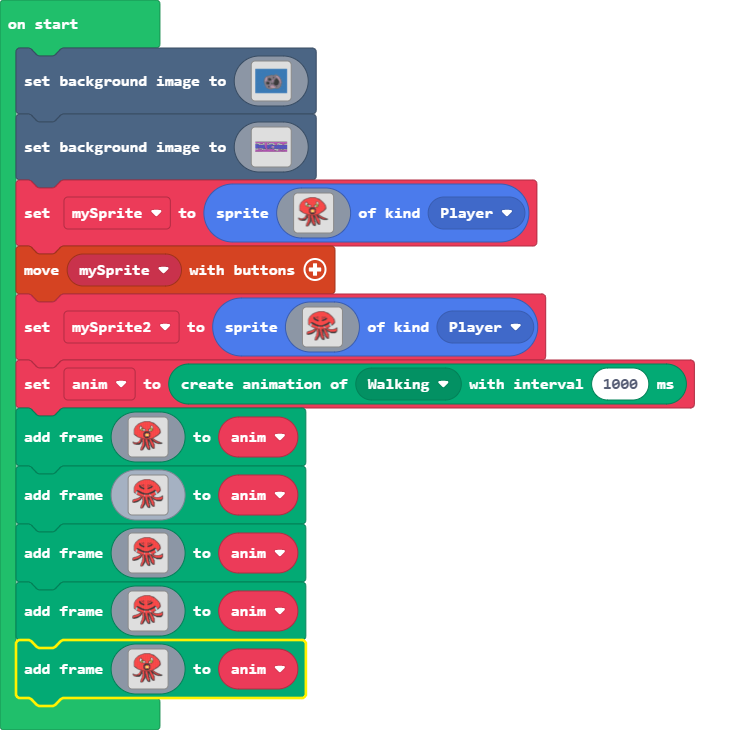 on start
set background image to
set background image to
set mySprite to sprite of kind Player
move mySprite with buttons
set mySprite2 to sprite of kind Player
set anim to create animation of Walking with interval 1000 ms
add frame to anim
add frame to anim
add frame to anim
add frame to anim
add frame to anim